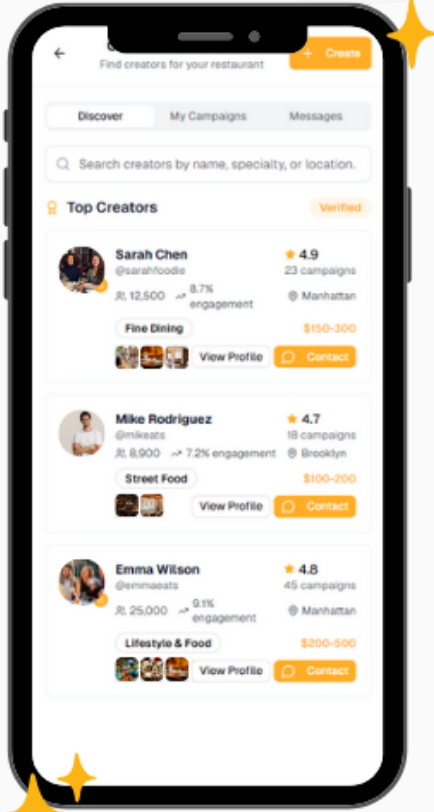 + Create
Find creators for your restaurant
Discover My Campaigns Messages
Search creators by name, specialty, or location.
Top Creators Verified
Sarah Chen 4.9
@sarahfoodie 23 campaigns
12,500 8.7% engagement Manhattan
Fine Dining $150-300
View Profile Contact
Mike Rodriguez 4.7
@mikeats 18 campaigns
8,900 7.2% engagement Brooklyn
Street Food $100-200
View Profile Contact
Emma Wilson 4.8
@emmaeats 45 campaigns
25,000 9.1% engagement Manhattan
Lifestyle & Food $200-500
View Profile Contact